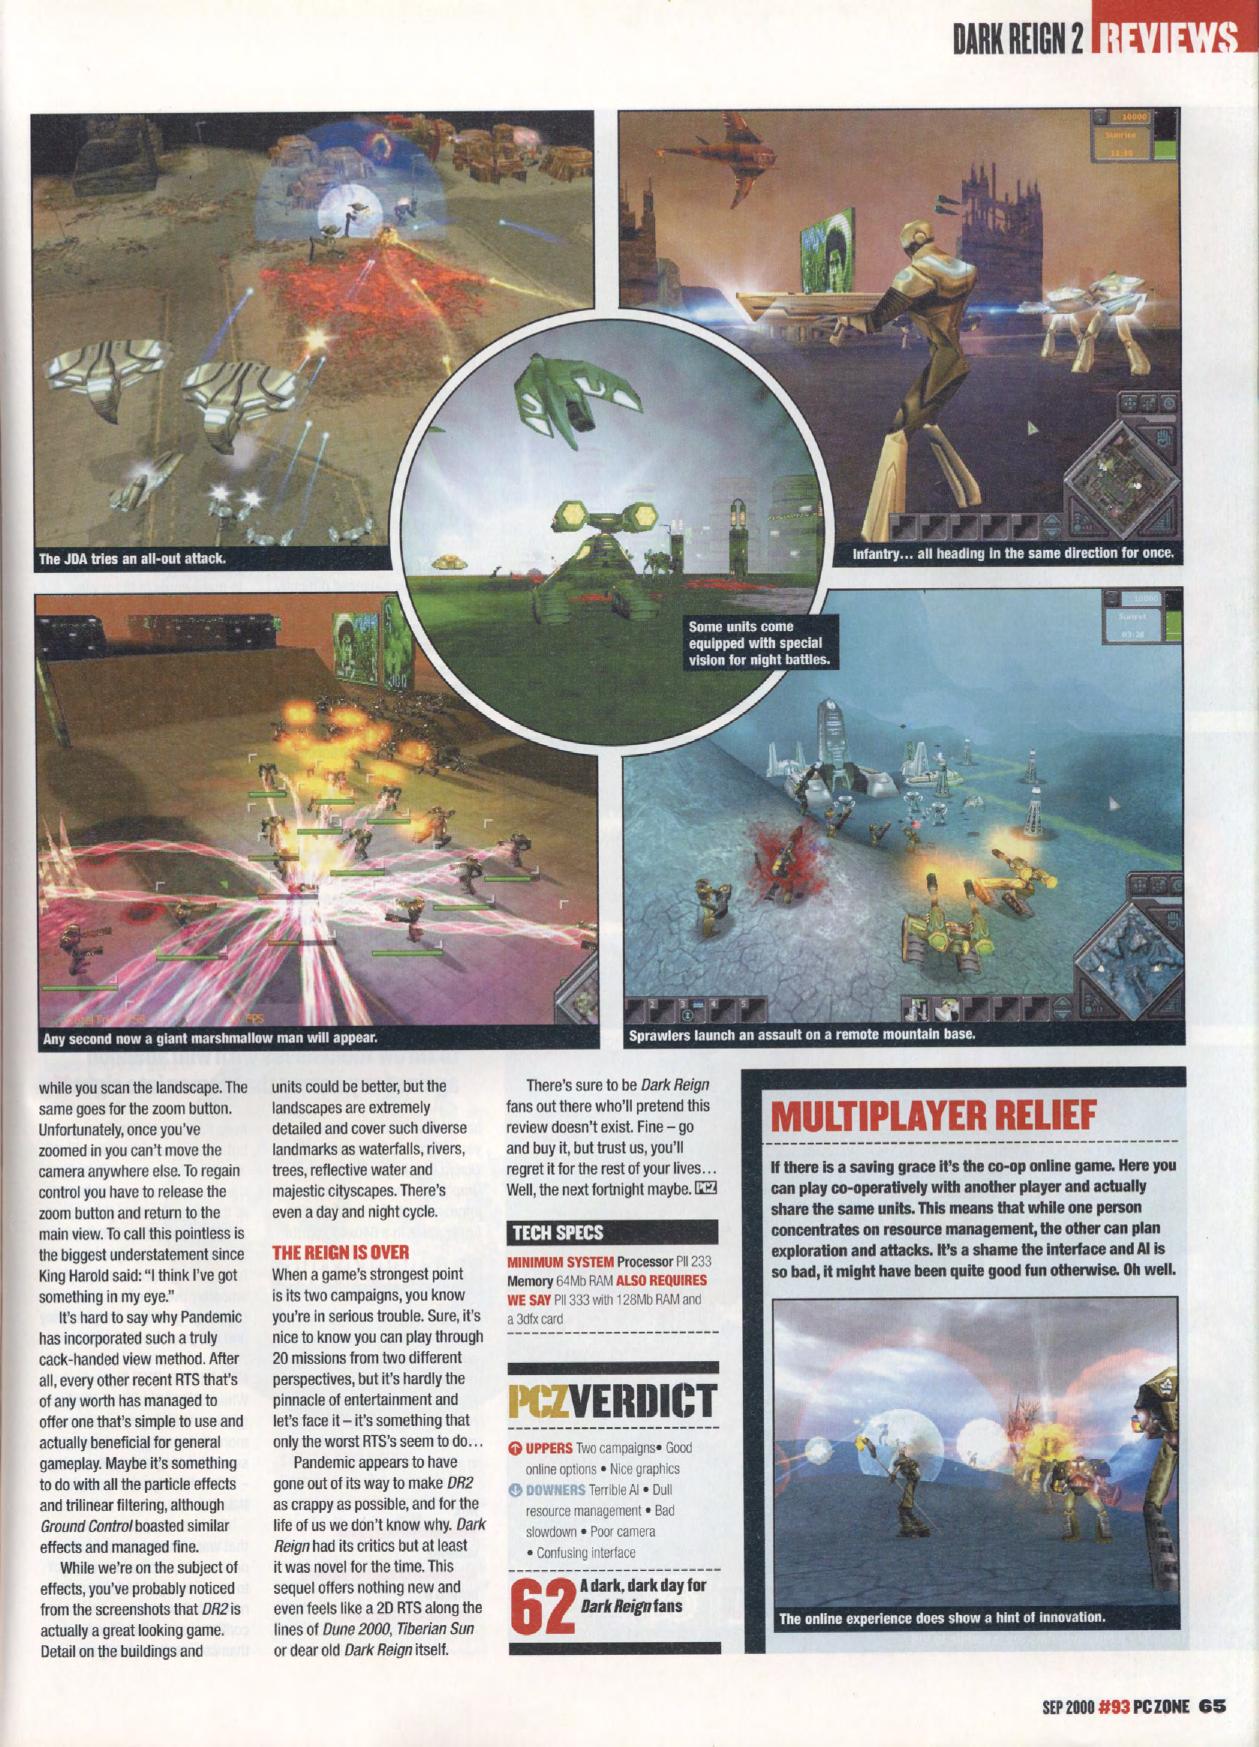 DARK REIGN 2 REVIEWS
10000
Sunrise
The JDA tries an all-out attack.
Infantry... all heading in the same direction for once.
Some units come
equipped with special
vision for night battles.
10000
Sunset
03:26
Any second now a giant marshmallow man will appear.
2 3 4 5
Sprawlers launch an assault on a remote mountain base.
while you scan the landscape. The
same goes for the zoom button.
Unfortunately, once you've
zoomed in you can't move the
camera anywhere else. To regain
control you have to release the
zoom button and return to the
main view. To call this pointless is
the biggest understatement since
King Harold said: "I think I've got
something in my eye."
It's hard to say why Pandemic
has incorporated such a truly
cack-handed view method. After
all, every other recent RTS that's
of any worth has managed to
offer one that's simple to use and
actually beneficial for general
gameplay. Maybe it's something
to do with all the particle effects
and trilinear filtering, although
Ground Control boasted similar
effects and managed fine.
While we're on the subject of
effects, you've probably noticed
from the screenshots that DR2 is
actually a great looking game.
Detail on the buildings and
units could be better, but the
landscapes are extremely
detailed and cover such diverse
landmarks as waterfalls, rivers,
trees, reflective water and
majestic cityscapes. There's
even a day and night cycle.
THE REIGN IS OVER
When a game's strongest point
is its two campaigns, you know
you're in serious trouble. Sure, it's
nice to know you can play through
20 missions from two different
perspectives, but it's hardly the
pinnacle of entertainment and
let's face it – it's something that
only the worst RTS's seem to do...
Pandemic appears to have
gone out of its way to make DR2
as crappy as possible, and for the
life of us we don't know why. Dark
Reign had its critics but at least
it was novel for the time. This
sequel offers nothing new and
even feels like a 2D RTS along the
lines of Dune 2000, Tiberian Sun
or dear old Dark Reign itself.
There's sure to be Dark Reign
fans out there who'll pretend this
review doesn't exist. Fine – go
and buy it, but trust us, you'll
regret it for the rest of your lives...
Well, the next fortnight maybe. PCZ
TECH SPECS
MINIMUM SYSTEM Processor PII 233
Memory 64Mb RAM ALSO REQUIRES
WE SAY PII 333 with 128Mb RAM and
a 3dfx card
PCZVERDICT
UPPERS Two campaigns • Good
online options • Nice graphics
DOWNERS Terrible AI • Dull
resource management • Bad
slowdown • Poor camera
• Confusing interface
62 A dark, dark day for
Dark Reign fans
MULTIPLAYER RELIEF
If there is a saving grace it's the co-op online game. Here you
can play co-operatively with another player and actually
share the same units. This means that while one person
concentrates on resource management, the other can plan
exploration and attacks. It's a shame the interface and AI is
so bad, it might have been quite good fun otherwise. Oh well.
The online experience does show a hint of innovation.
SEP 2000 #93 PC ZONE 65